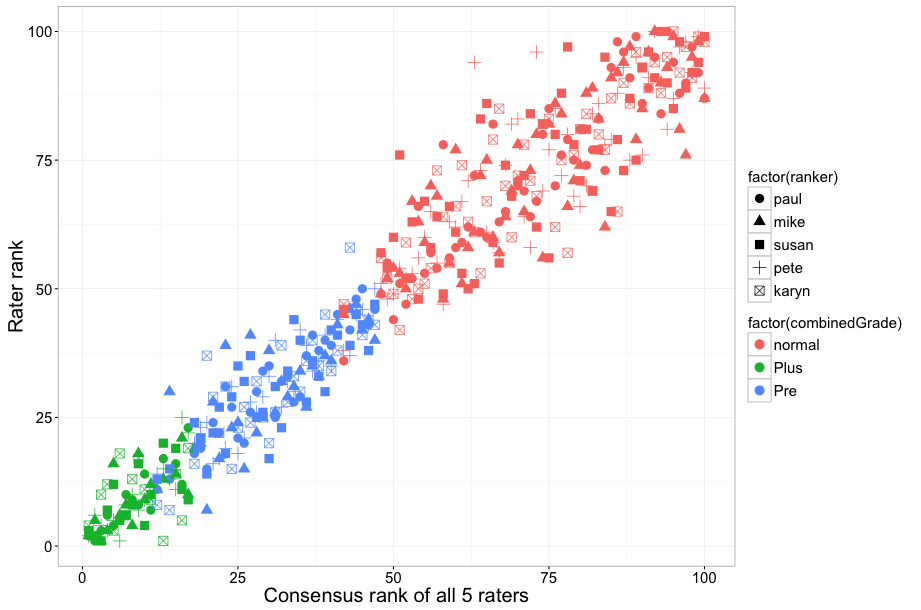 100
75
50
25
0
Rater rank
0 25 50 75 100
Consensus rank of all 5 raters
factor(ranker)
paul
mike
susan
pete
karyn
factor(combinedGrade)
normal
Plus
Pre